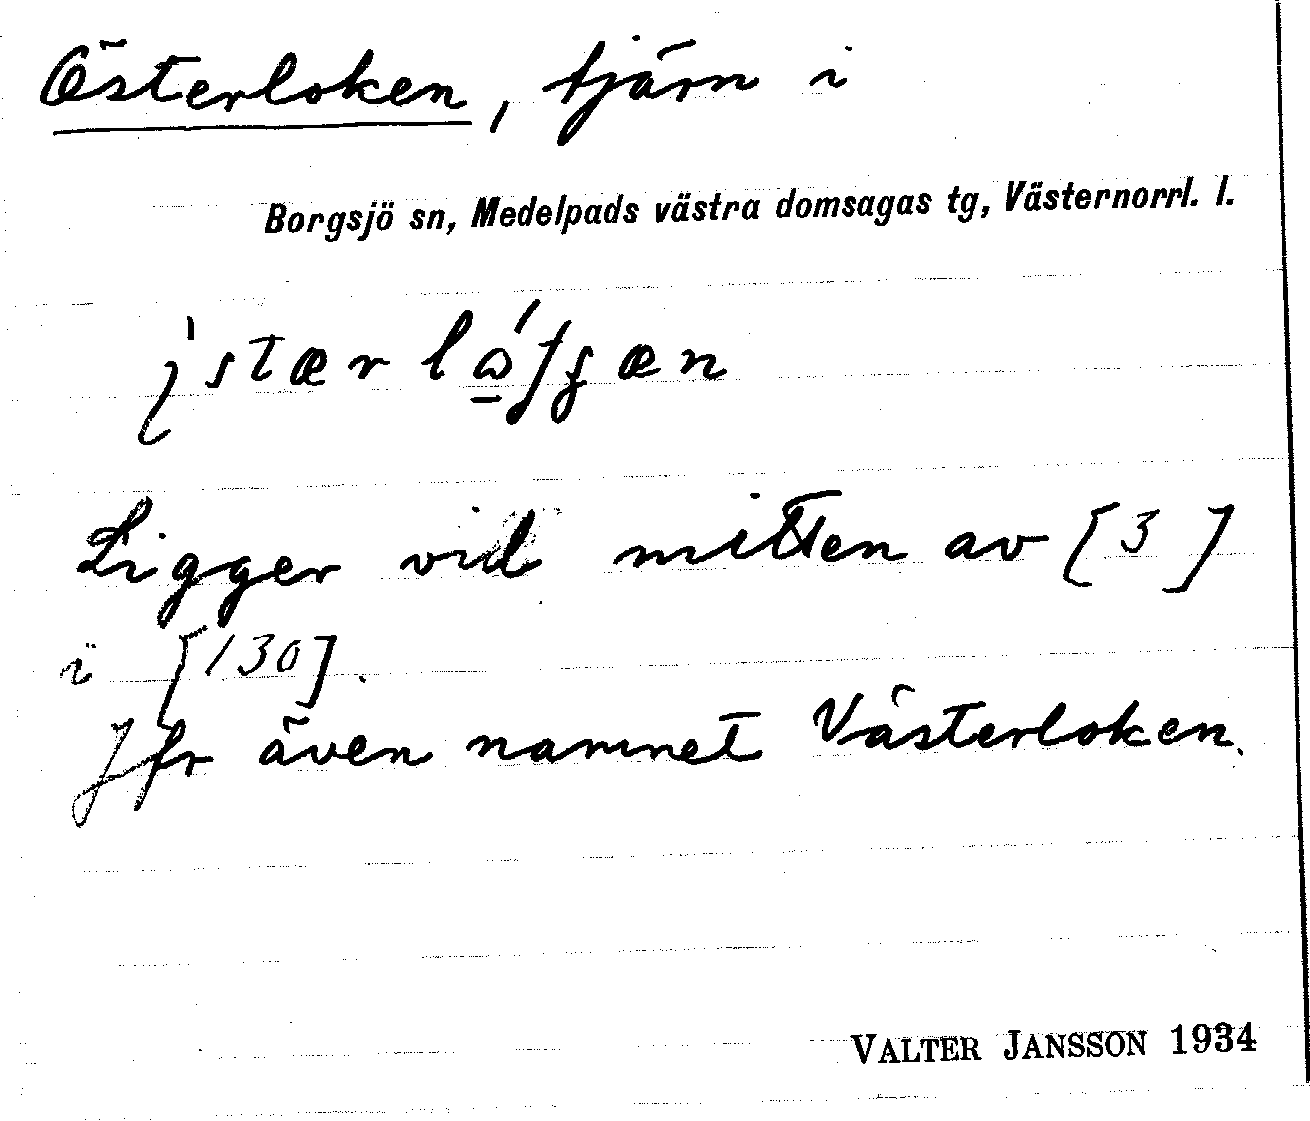 Österloken, tjärn i
Borgsjö sn, Medelpads västra domsagas tg, Västernorrl. l.
Ligger vid mitten av [3]
i [130].
Jfr även namnet Västerloken.
VALTER JANSSON 1934